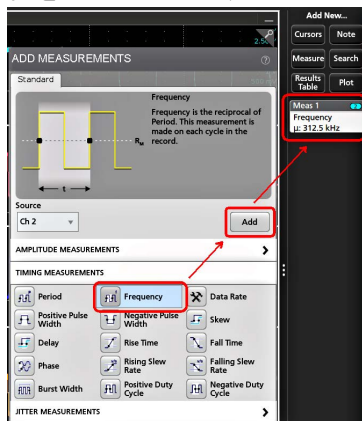 Add New...
2.50
Cursors
Note
ADD MEASUREMENTS
?
Measure
Search
Standard
Results Table
Plot
Frequency
Meas 1
Frequency is the reciprocal of
Frequency
Period. This measurement is
μ: 312.5 kHz
made on each cycle in the
RM
record.
t
Source
Ch 2
Add
AMPLITUDE MEASUREMENTS
TIMING MEASUREMENTS
Period
Frequency
Data Rate
Positive Pulse Width
Negative Pulse Width
Skew
Delay
Rise Time
Fall Time
Phase
Rising Slew Rate
Falling Slew Rate
Burst Width
Positive Duty Cycle
Negative Duty Cycle
JITTER MEASUREMENTS